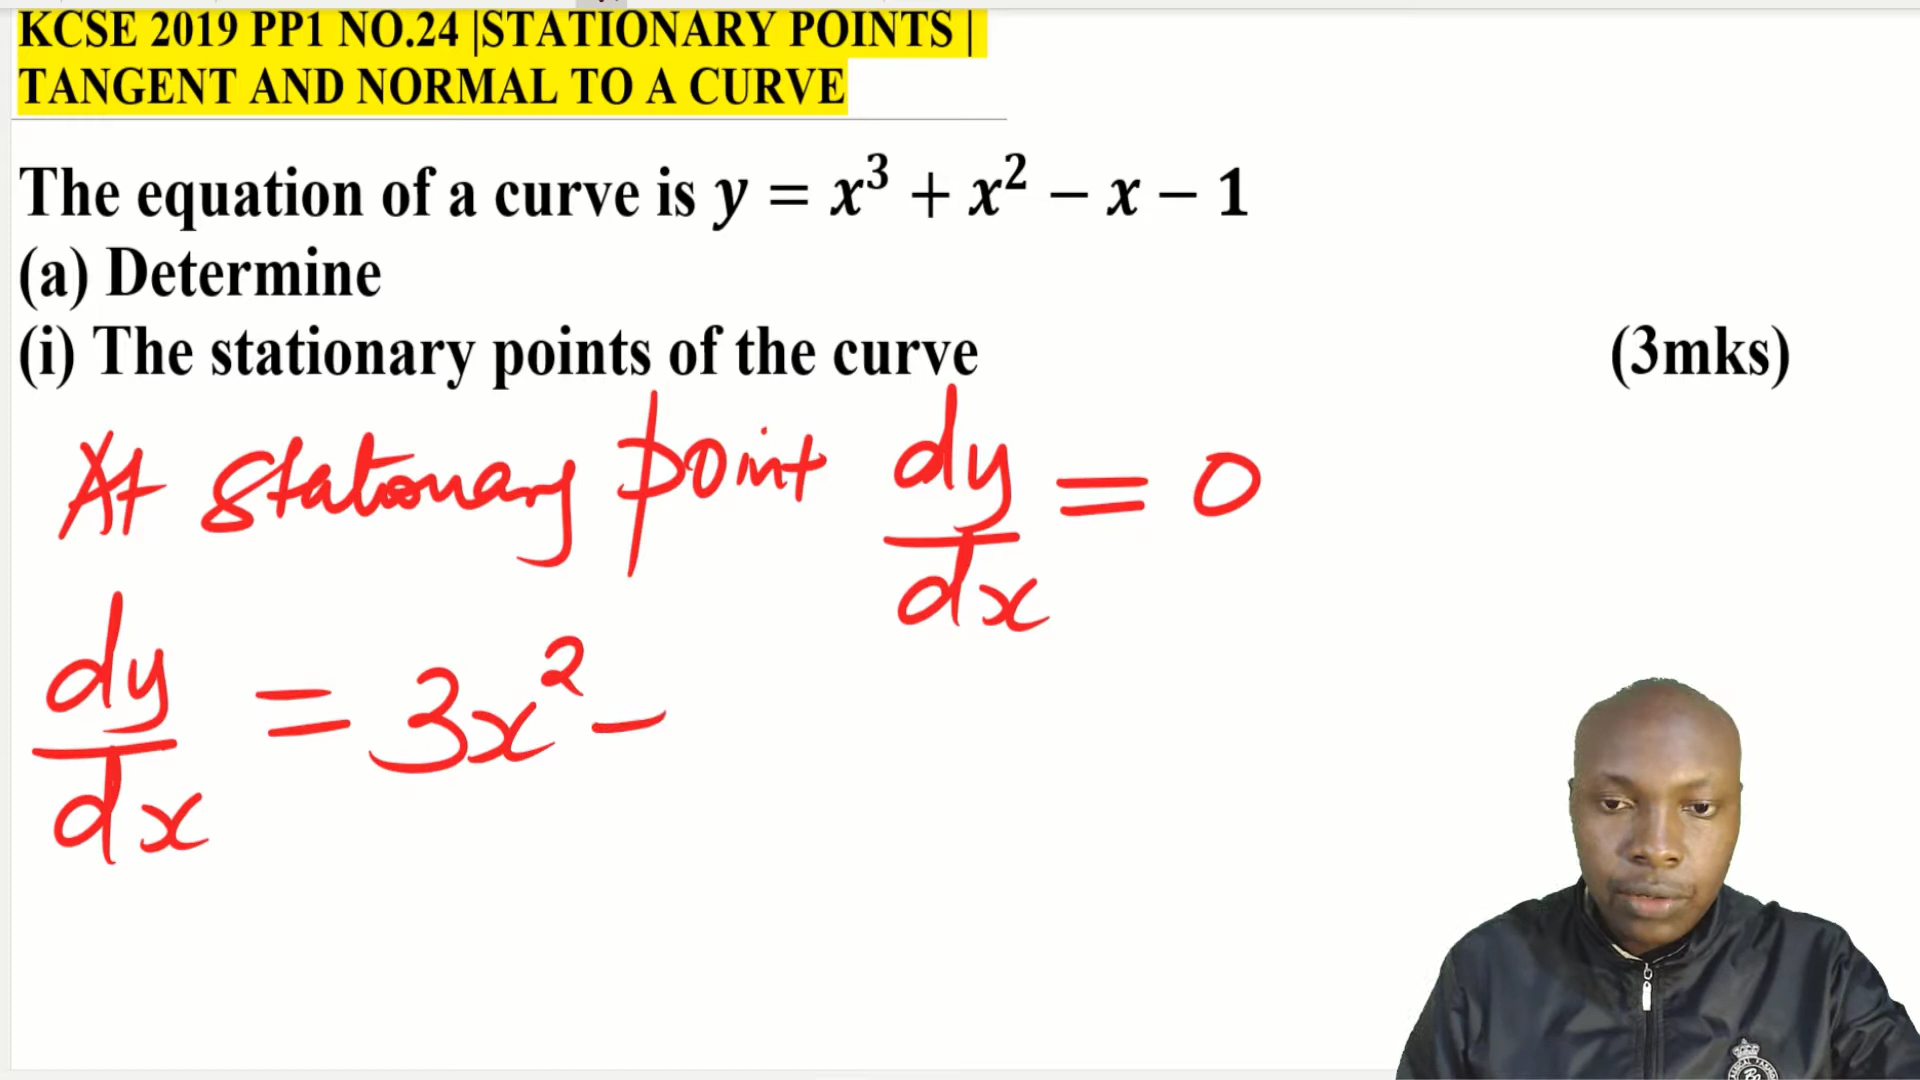 KCSE 2019 PP1 NO.24 |STATIONARY POINTS |
TANGENT AND NORMAL TO A CURVE
The equation of a curve is y = x³ + x² − x − 1
(a) Determine
(i) The stationary points of the curve (3mks)
At stationary point dy/dx = 0
dy/dx = 3x² −